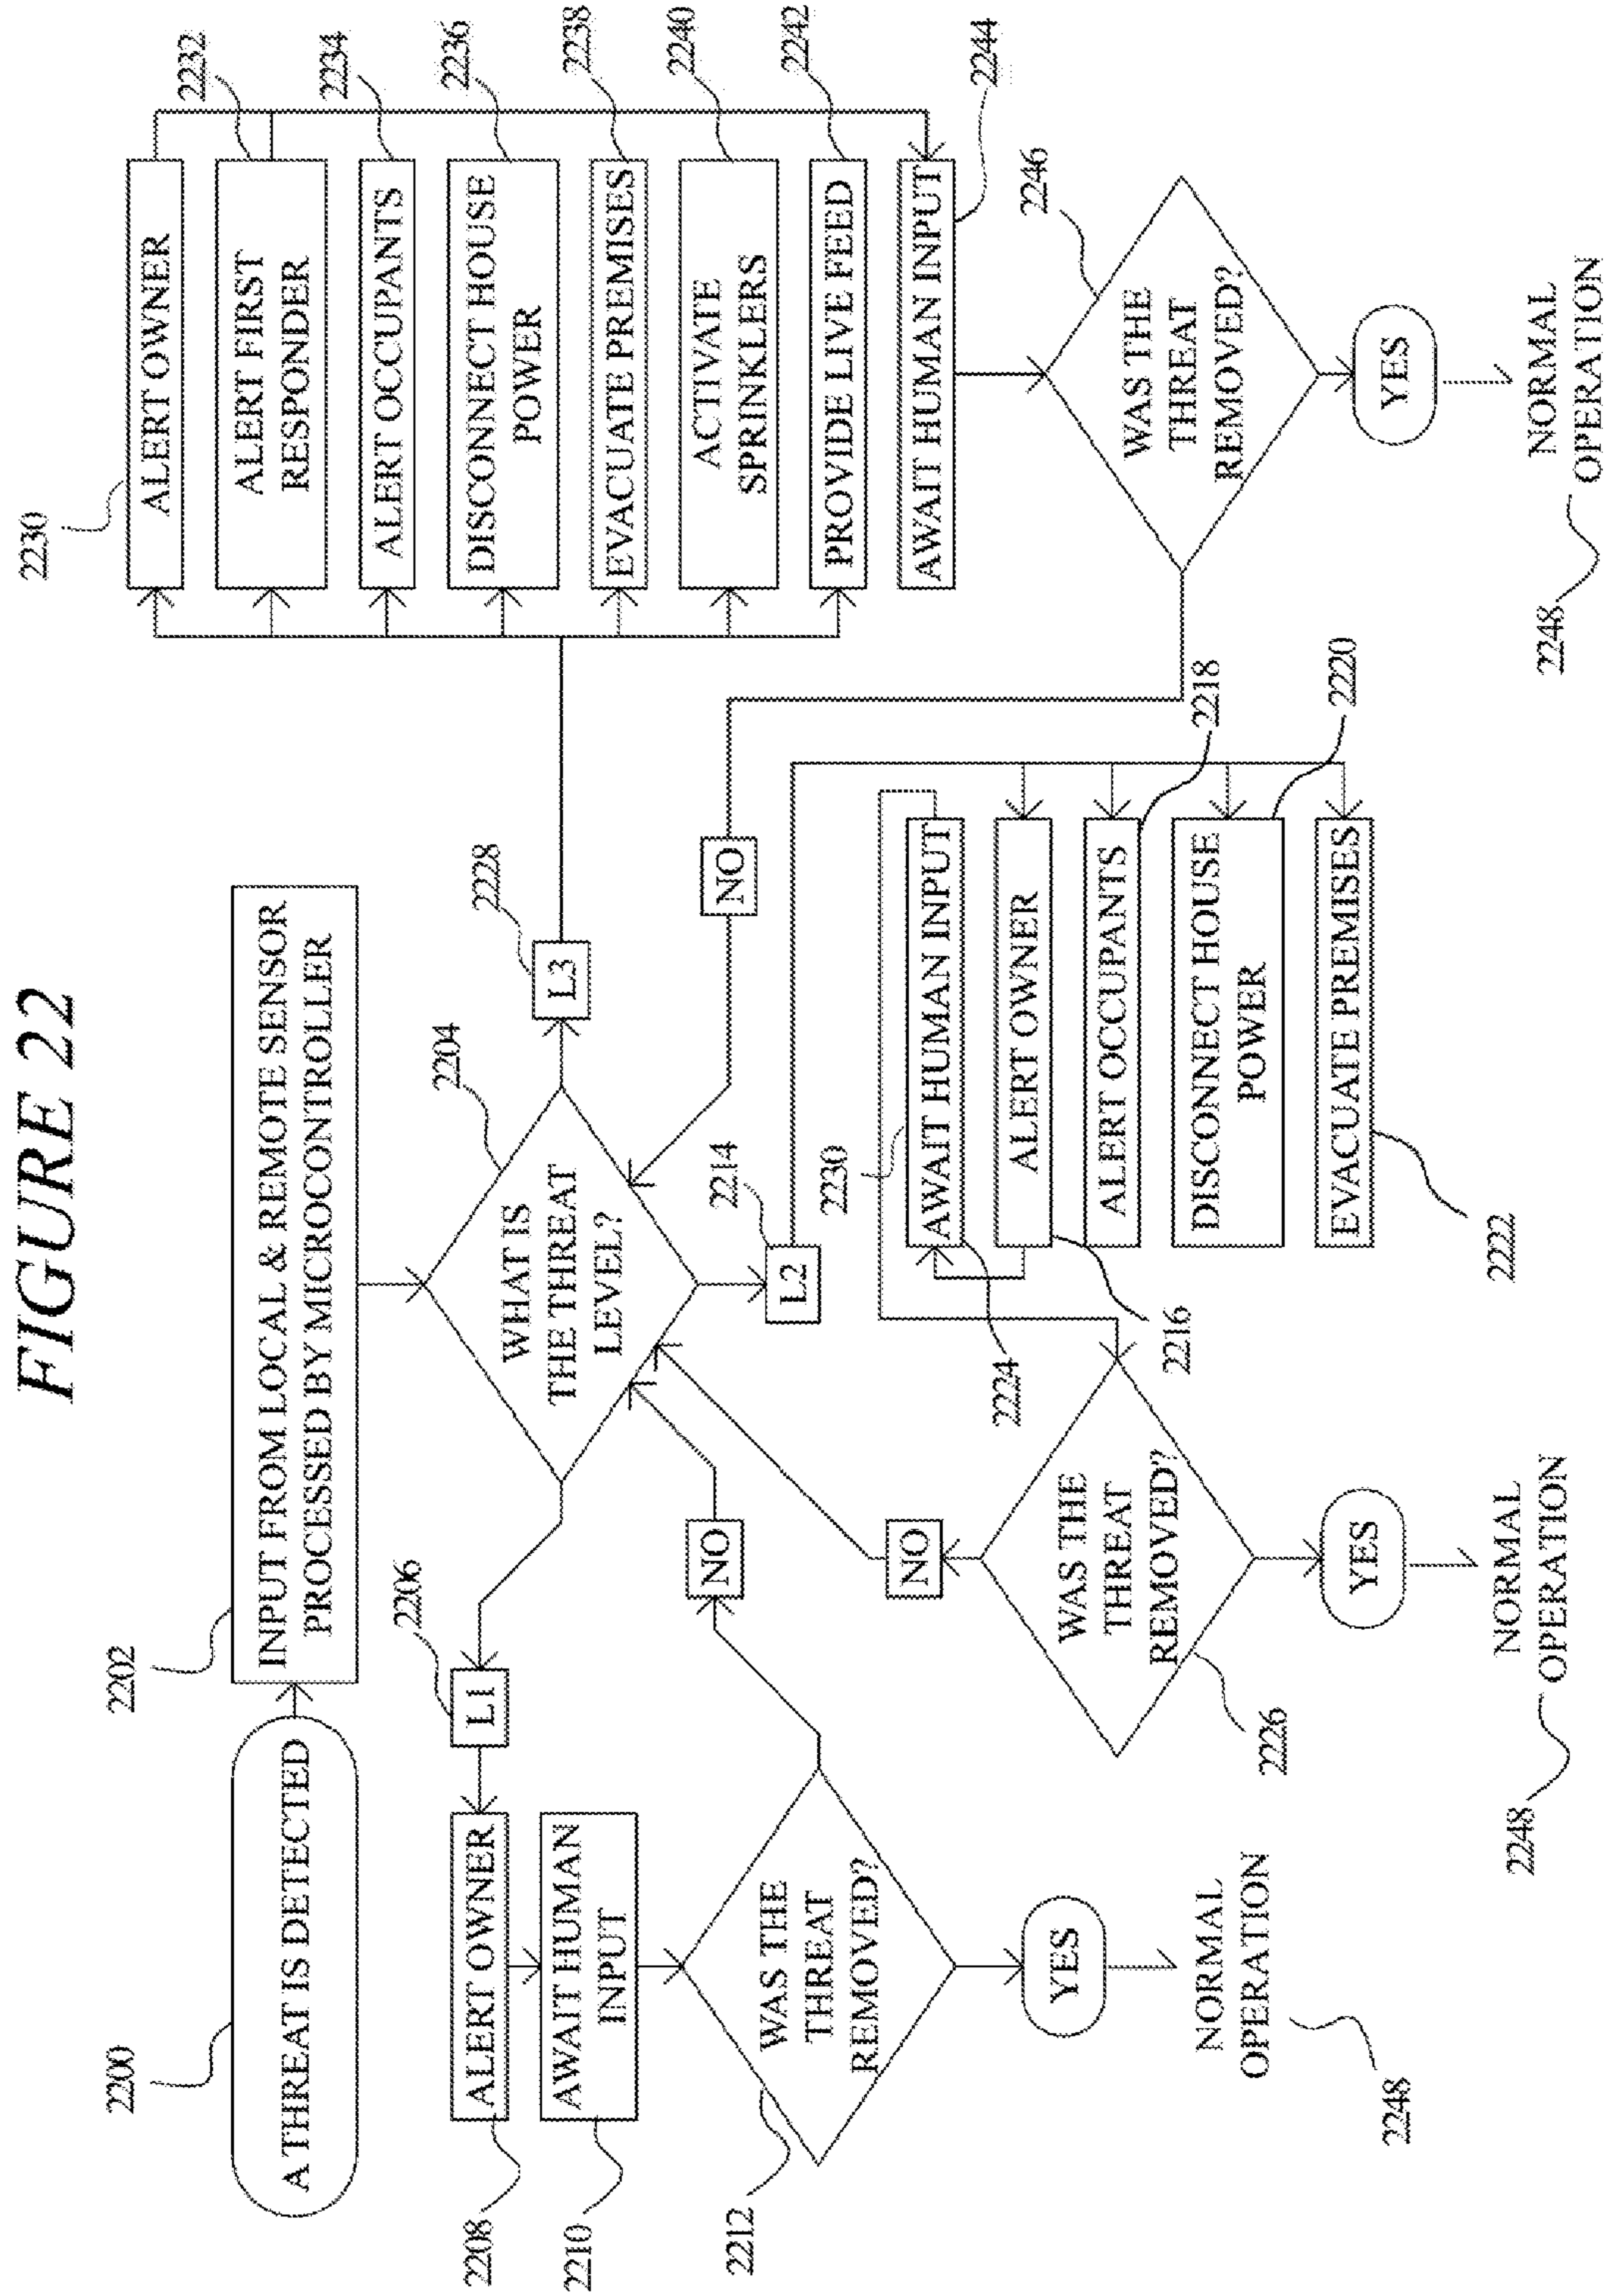 FIGURE 22
2200
A THREAT IS DETECTED
2202
INPUT FROM LOCAL & REMOTE SENSOR
PROCESSED BY MICROCONTROLLER
2204
WHAT IS
THE THREAT
LEVEL?
2206
L1
2208
ALERT OWNER
2210
AWAIT HUMAN
INPUT
2212
WAS THE
THREAT
REMOVED?
NO
YES
NORMAL
OPERATION
2248
2214
L2
2230
AWAIT HUMAN INPUT
2224
ALERT OWNER
2216
ALERT OCCUPANTS
2218
DISCONNECT HOUSE
POWER
2220
EVACUATE PREMISES
2222
WAS THE
THREAT
REMOVED?
2226
NO
YES
NORMAL
OPERATION
2248
2228
L3
2230
ALERT OWNER
2232
ALERT FIRST
RESPONDER
2234
ALERT OCCUPANTS
2236
DISCONNECT HOUSE
POWER
2238
EVACUATE PREMISES
2240
ACTIVATE
SPRINKLERS
2242
PROVIDE LIVE FEED
2244
AWAIT HUMAN INPUT
2246
WAS THE
THREAT
REMOVED?
NO
YES
NORMAL
OPERATION
2248